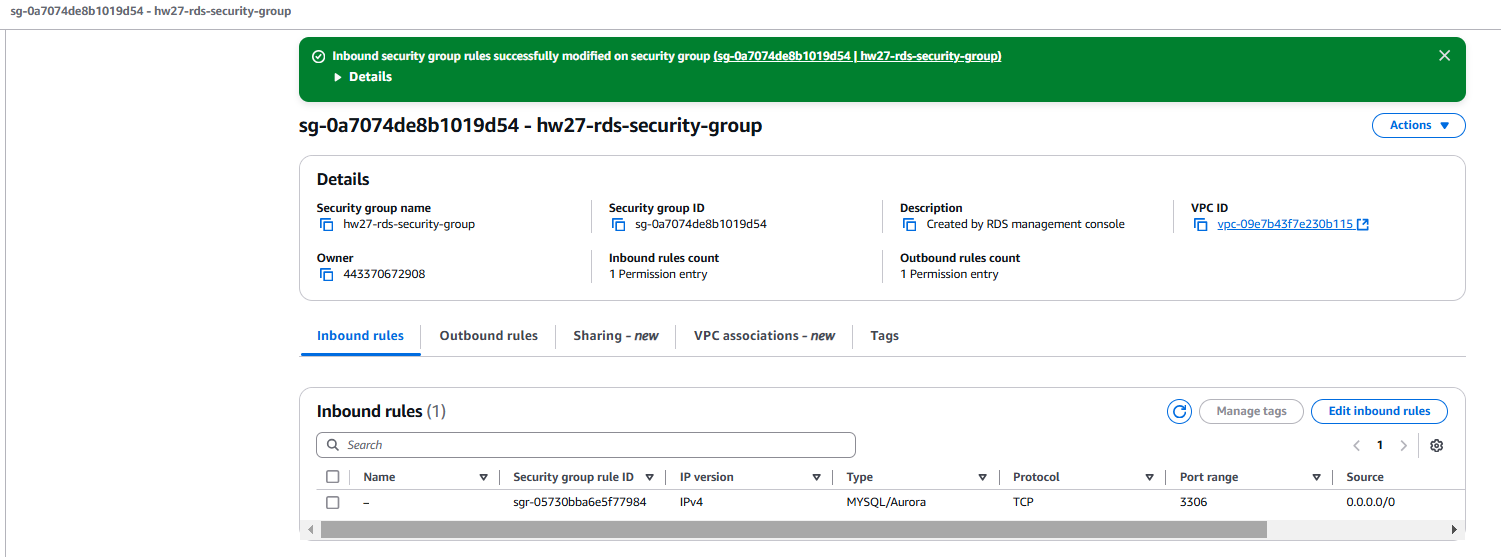 sg-0a7074de8b1019d54 - hw27-rds-security-group
Inbound security group rules successfully modified on security group (sg-0a7074de8b1019d54 | hw27-rds-security-group)
Details
sg-0a7074de8b1019d54 - hw27-rds-security-group
Actions
Details
Security group name
hw27-rds-security-group
Security group ID
sg-0a7074de8b1019d54
Description
Created by RDS management console
VPC ID
vpc-09e7b43f7e230b115
Owner
443370672908
Inbound rules count
1 Permission entry
Outbound rules count
1 Permission entry
Inbound rules
Outbound rules
Sharing - new
VPC associations - new
Tags
Inbound rules (1)
Manage tags
Edit inbound rules
Search
1
Name
Security group rule ID
IP version
Type
Protocol
Port range
Source
–
sgr-05730bba6e5f77984
IPv4
MYSQL/Aurora
TCP
3306
0.0.0.0/0